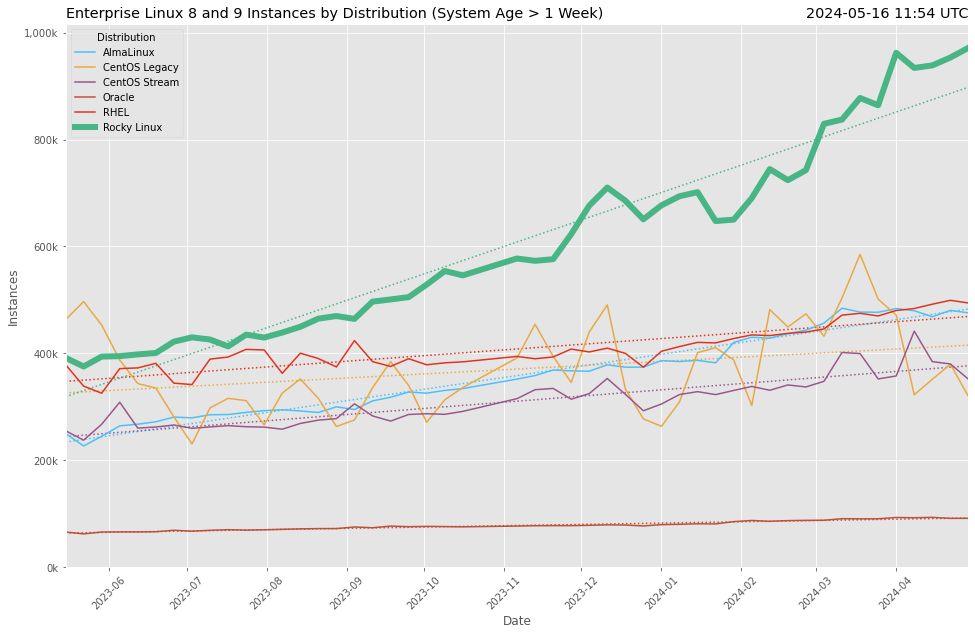 Enterprise Linux 8 and 9 Instances by Distribution (System Age > 1 Week)
2024-05-16 11:54 UTC
Distribution
AlmaLinux
CentOS Legacy
CentOS Stream
Oracle
RHEL
Rocky Linux
1,000k
800k
600k
400k
200k
0k
Instances
2023-06
2023-07
2023-08
2023-09
2023-10
2023-11
2023-12
2024-01
2024-02
2024-03
2024-04
Date